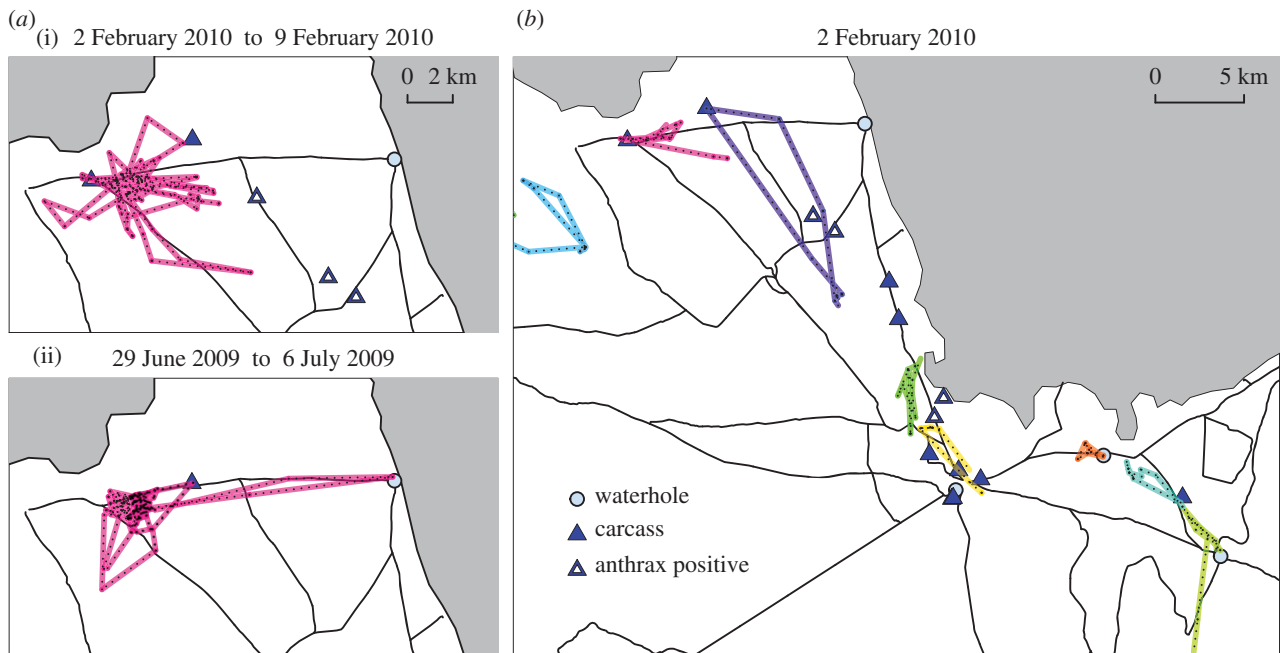 (a)
(i) 2 February 2010 to 9 February 2010
0 2 km
(ii) 29 June 2009 to 6 July 2009
(b)
2 February 2010
0 5 km
waterhole
carcass
anthrax positive